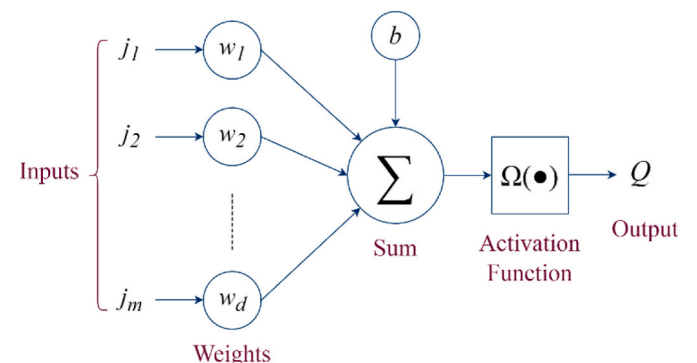 b
j1
w1
j2
w2
Inputs
∑
Ω(●)
Q
Sum
Activation
Function
Output
jm
wd
Weights